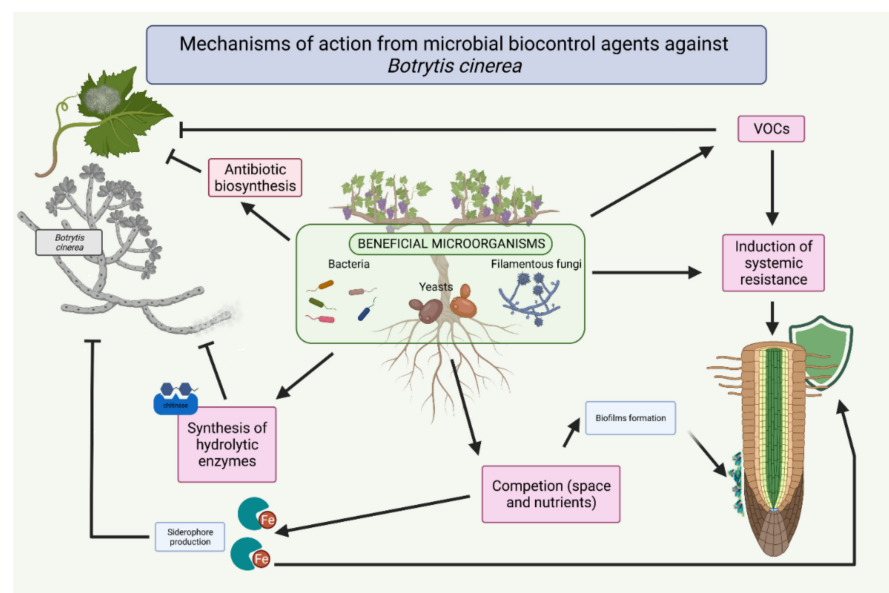 Mechanisms of action from microbial biocontrol agents against
Botrytis cinerea
VOCs
Antibiotic
biosynthesis
Botrytis
cinerea
BENEFICIAL MICROORGANISMS
Bacteria
Filamentous fungi
Yeasts
Induction of
systemic
resistance
chitinase
Synthesis of
hydrolytic
enzymes
Biofilms formation
Competion (space
and nutrients)
Siderophore
production
Fe
Fe